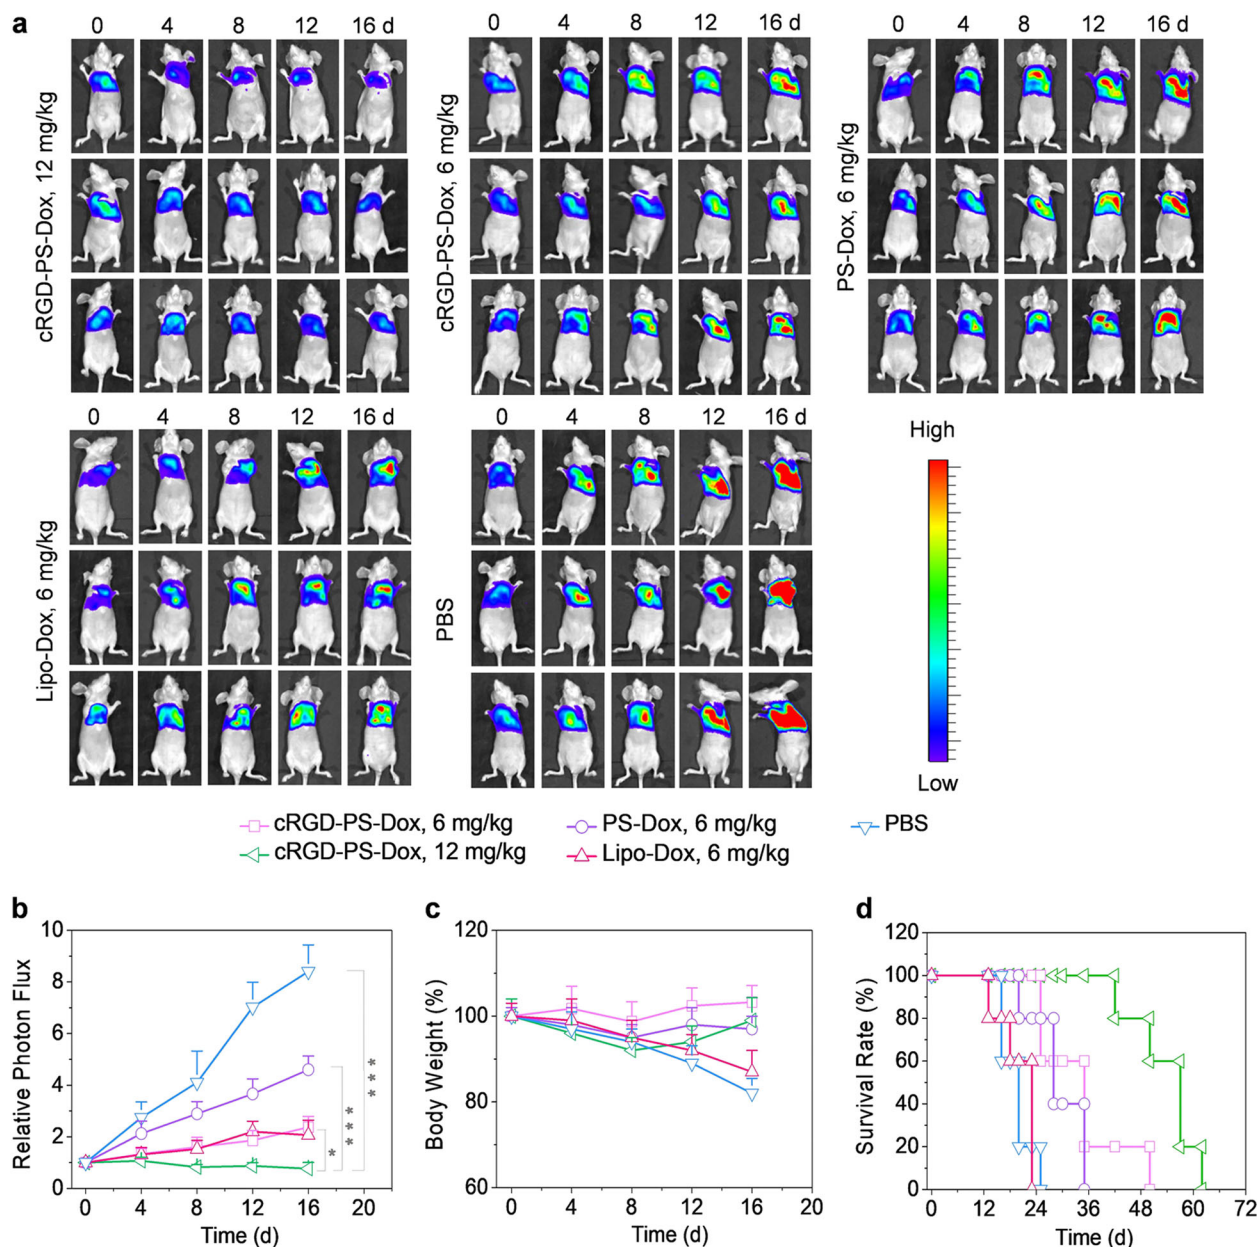 a
0 4 8 12 16 d
0 4 8 12 16 d
0 4 8 12 16 d
cRGD-PS-Dox, 12 mg/kg
cRGD-PS-Dox, 6 mg/kg
PS-Dox, 6 mg/kg
0 4 8 12 16 d
0 4 8 12 16 d
Lipo-Dox, 6 mg/kg
PBS
High
Low
cRGD-PS-Dox, 6 mg/kg
PS-Dox, 6 mg/kg
PBS
cRGD-PS-Dox, 12 mg/kg
Lipo-Dox, 6 mg/kg
b
Relative Photon Flux
10
8
6
4
2
0
0 4 8 12 16 20
Time (d)
*
***
***
c
Body Weight (%)
120
100
80
60
0 4 8 12 16 20
Time (d)
d
Survival Rate (%)
120
100
80
60
40
20
0
0 12 24 36 48 60 72
Time (d)